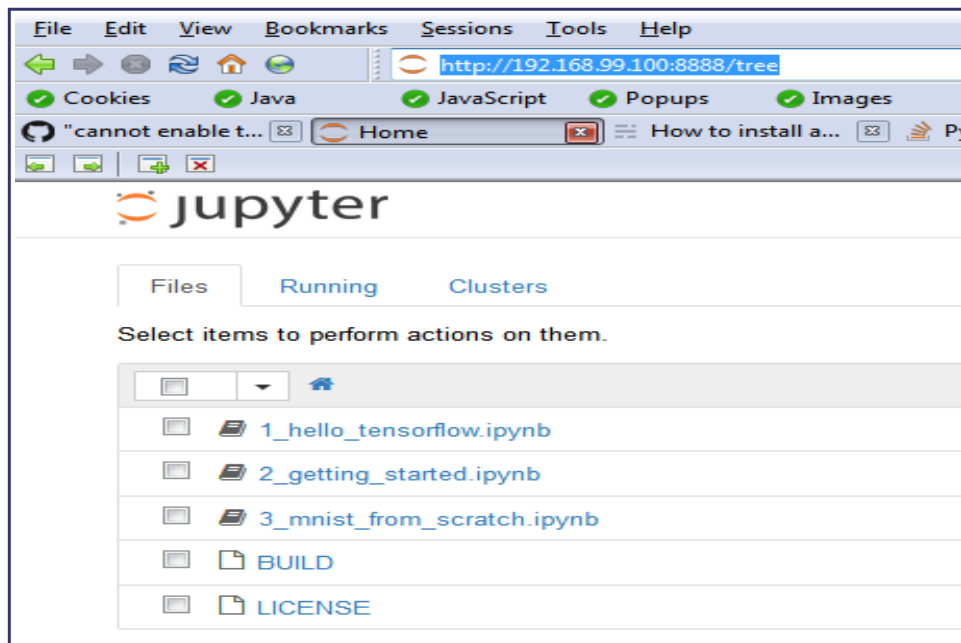 File Edit View Bookmarks Sessions Tools Help
http://192.168.99.100:8888/tree
Cookies Java JavaScript Popups Images
"cannot enable t... Home How to install a... Py
jupyter
Files Running Clusters
Select items to perform actions on them.
1_hello_tensorflow.ipynb
2_getting_started.ipynb
3_mnist_from_scratch.ipynb
BUILD
LICENSE